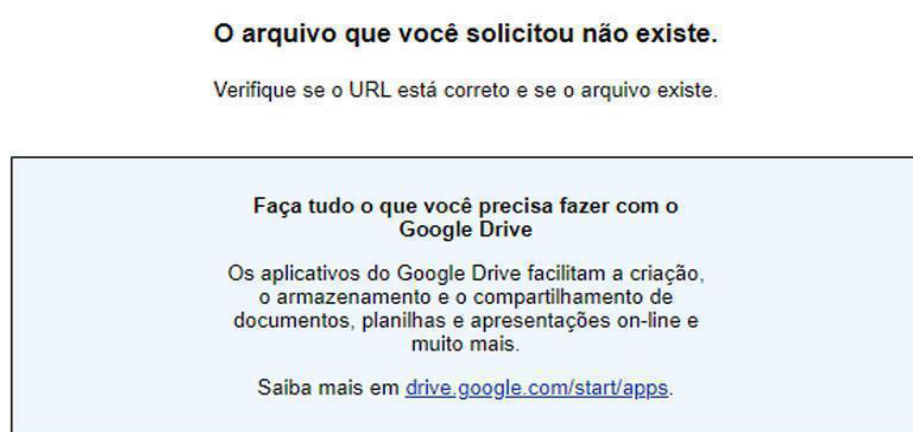 O arquivo que você solicitou não existe.
Verifique se o URL está correto e se o arquivo existe.
Faça tudo o que você precisa fazer com o
Google Drive
Os aplicativos do Google Drive facilitam a criação,
o armazenamento e o compartilhamento de
documentos, planilhas e apresentações on-line e
muito mais.
Saiba mais em drive.google.com/start/apps.